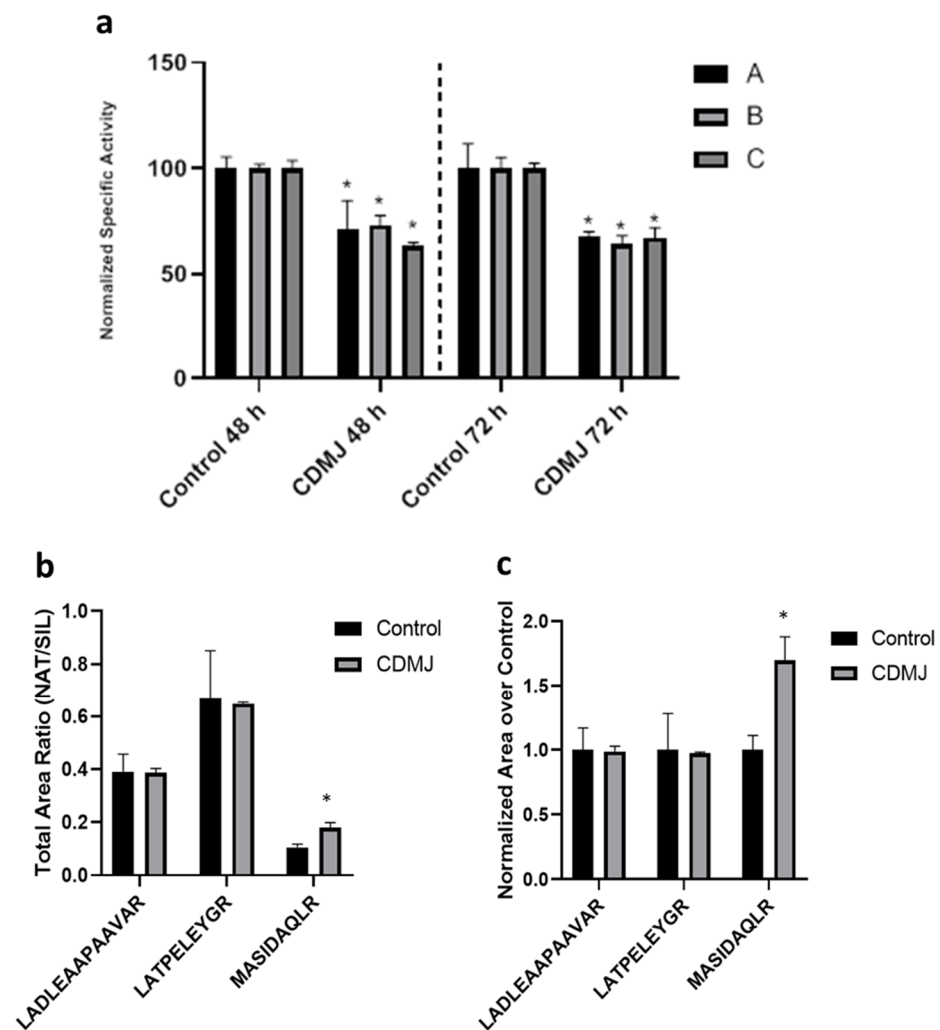 a
Normalized Specific Activity
150
100
50
0
* * *
* * *
Control 48 h
CDMJ 48 h
Control 72 h
CDMJ 72 h
A
B
C
b
Total Area Ratio (NAT/SIL)
1.0
0.8
0.6
0.4
0.2
0.0
*
LADLEAAPAAVAR
LATPELEYGR
MASIDAQLR
Control
CDMJ
c
Normalized Area over Control
2.0
1.5
1.0
0.5
0.0
*
LADLEAAPAAVAR
LATPELEYGR
MASIDAQLR
Control
CDMJ